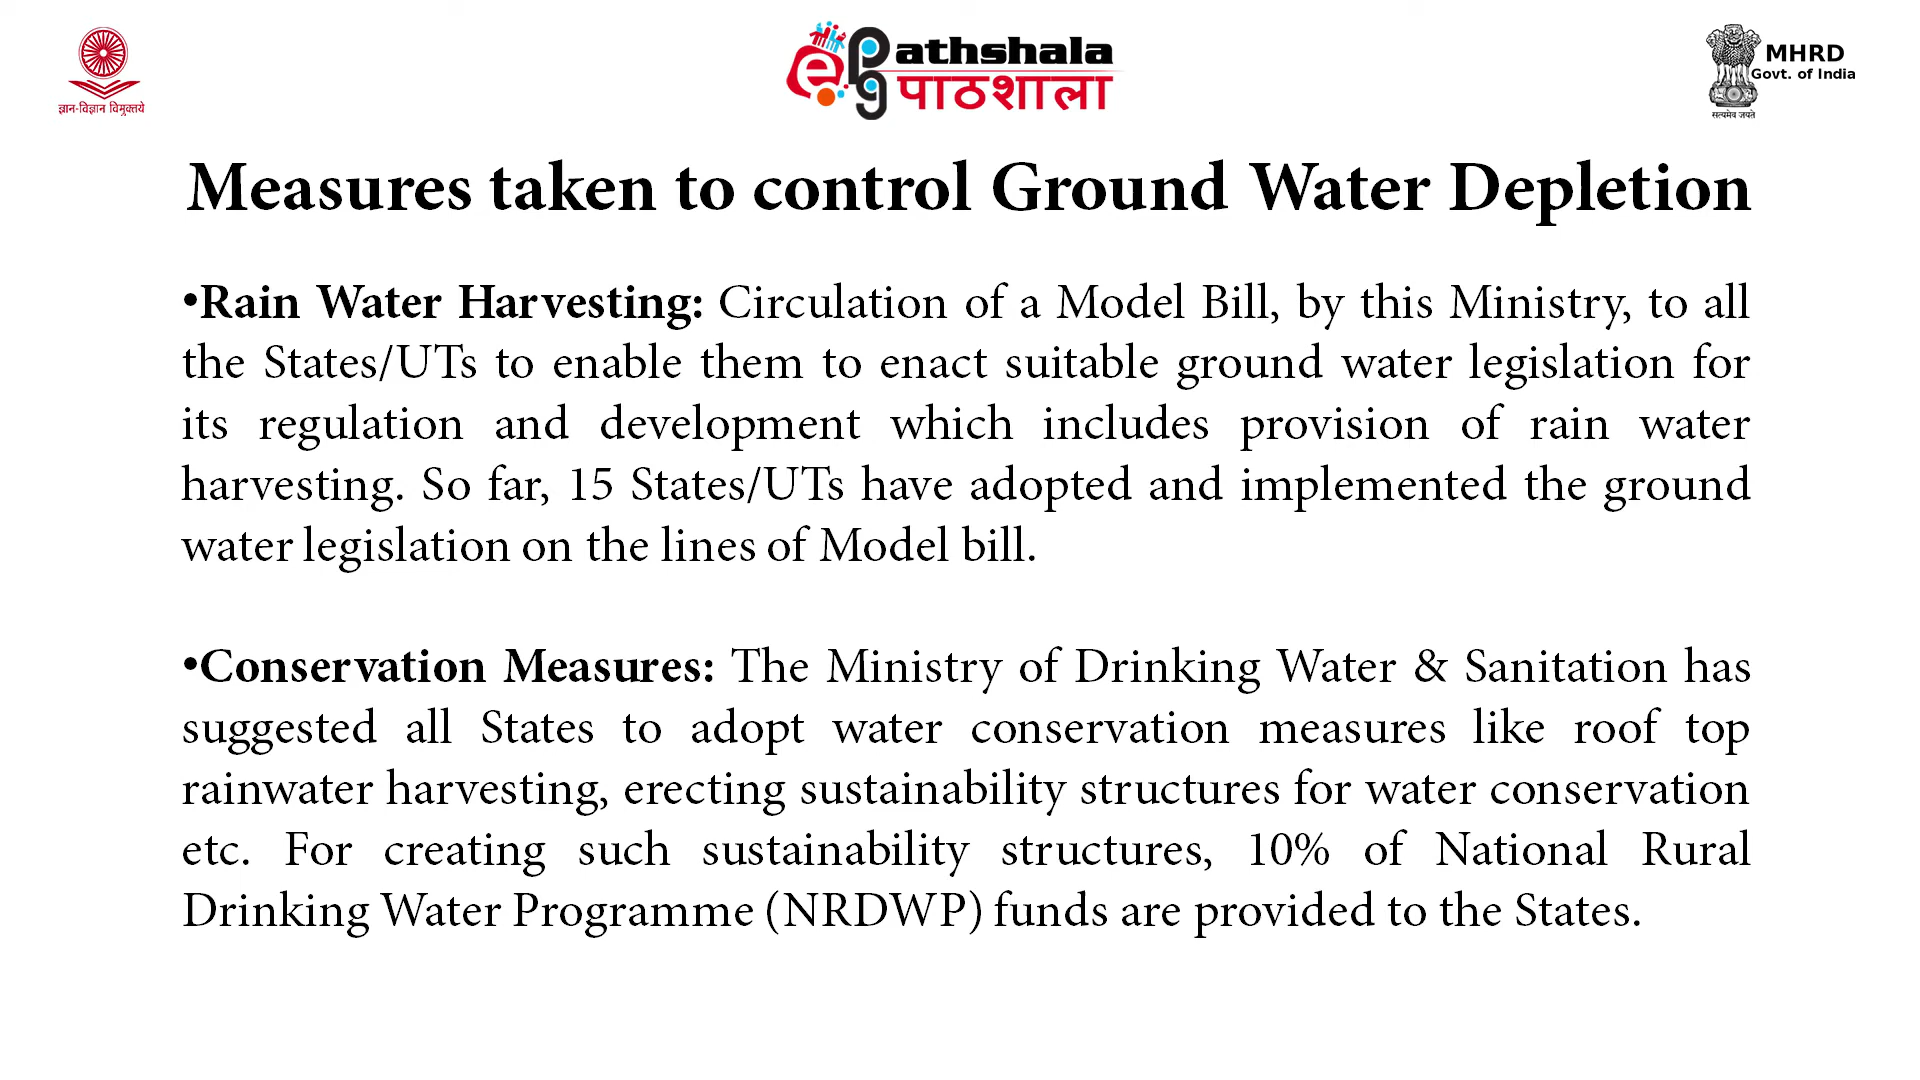 ज्ञान-विज्ञान विमुक्तये
ePG Pathshala
पाठशाला
MHRD
Govt. of India
सत्यमेव जयते
Measures taken to control Ground Water Depletion
•Rain Water Harvesting: Circulation of a Model Bill, by this Ministry, to all
the States/UTs to enable them to enact suitable ground water legislation for
its regulation and development which includes provision of rain water
harvesting. So far, 15 States/UTs have adopted and implemented the ground
water legislation on the lines of Model bill.
•Conservation Measures: The Ministry of Drinking Water & Sanitation has
suggested all States to adopt water conservation measures like roof top
rainwater harvesting, erecting sustainability structures for water conservation
etc. For creating such sustainability structures, 10% of National Rural
Drinking Water Programme (NRDWP) funds are provided to the States.